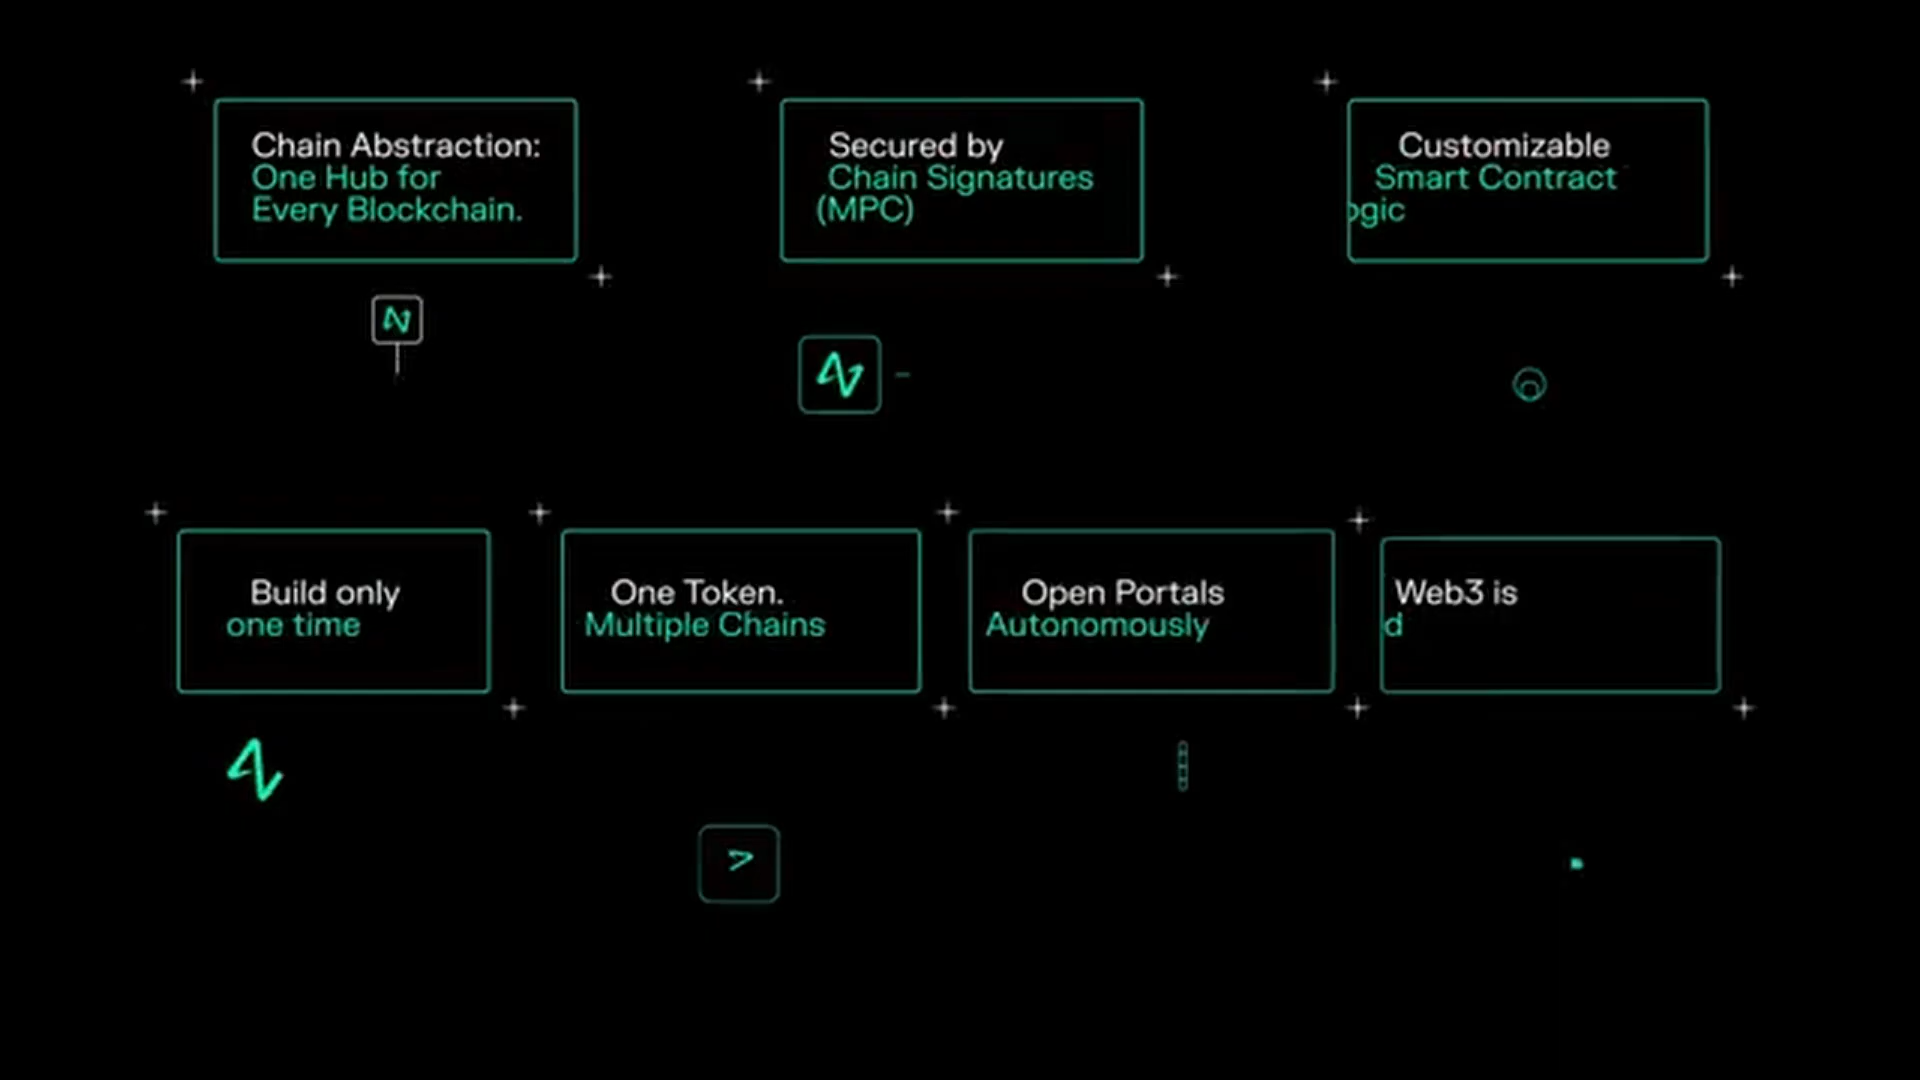 Chain Abstraction:
One Hub for
Every Blockchain.
Secured by
Chain Signatures
(MPC)
Customizable
Smart Contract
ogic
Build only
one time
One Token.
Multiple Chains
Open Portals
Autonomously
Web3 is
d